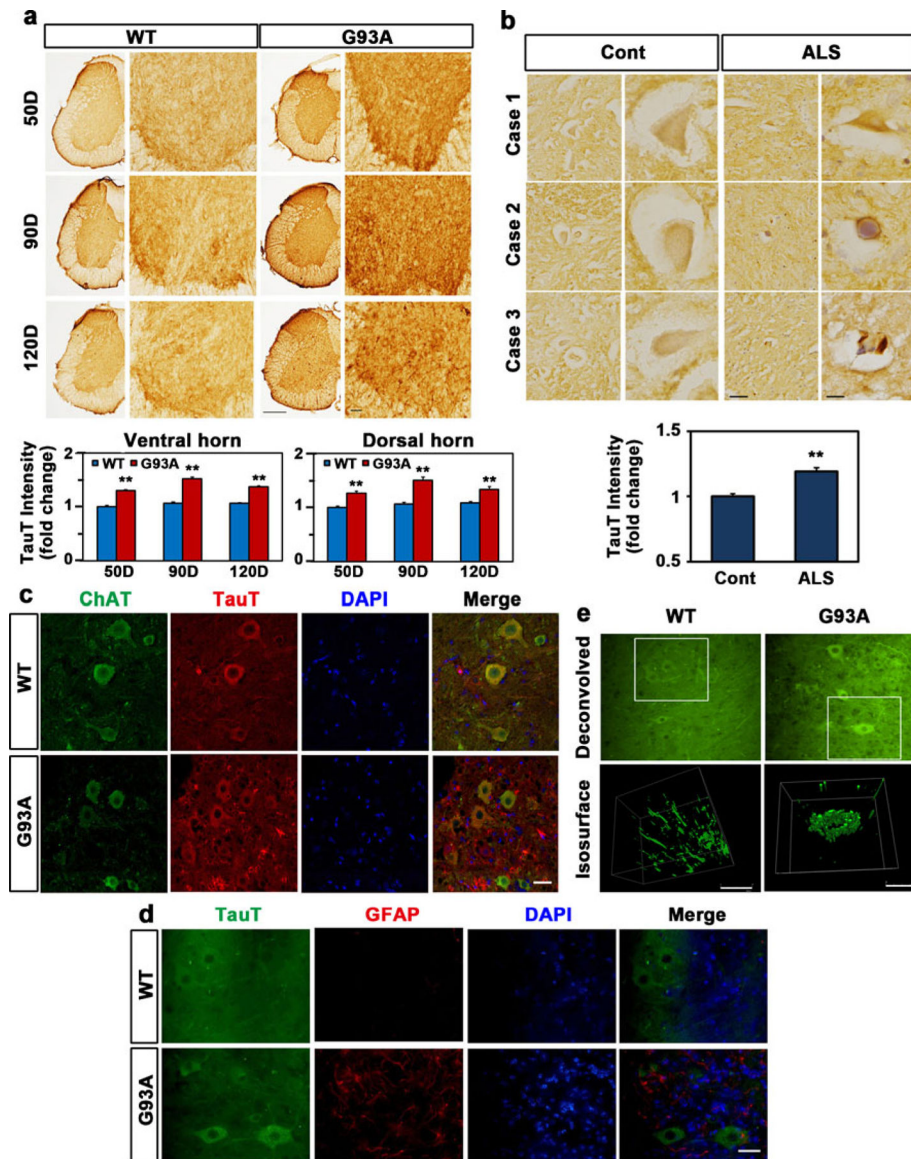 a
WT
G93A
50D
90D
120D
Ventral horn
TauT Intensity
(fold change)
2
1
0
WT
G93A
**
**
**
50D
90D
120D
Dorsal horn
2
1
0
WT
G93A
**
**
**
50D
90D
120D
b
Cont
ALS
Case 1
Case 2
Case 3
TauT Intensity
(fold change)
1.5
1
0.5
**
Cont
ALS
c
ChAT
TauT
DAPI
Merge
WT
G93A
e
WT
G93A
Deconvolved
Isosurface
d
TauT
GFAP
DAPI
Merge
WT
G93A